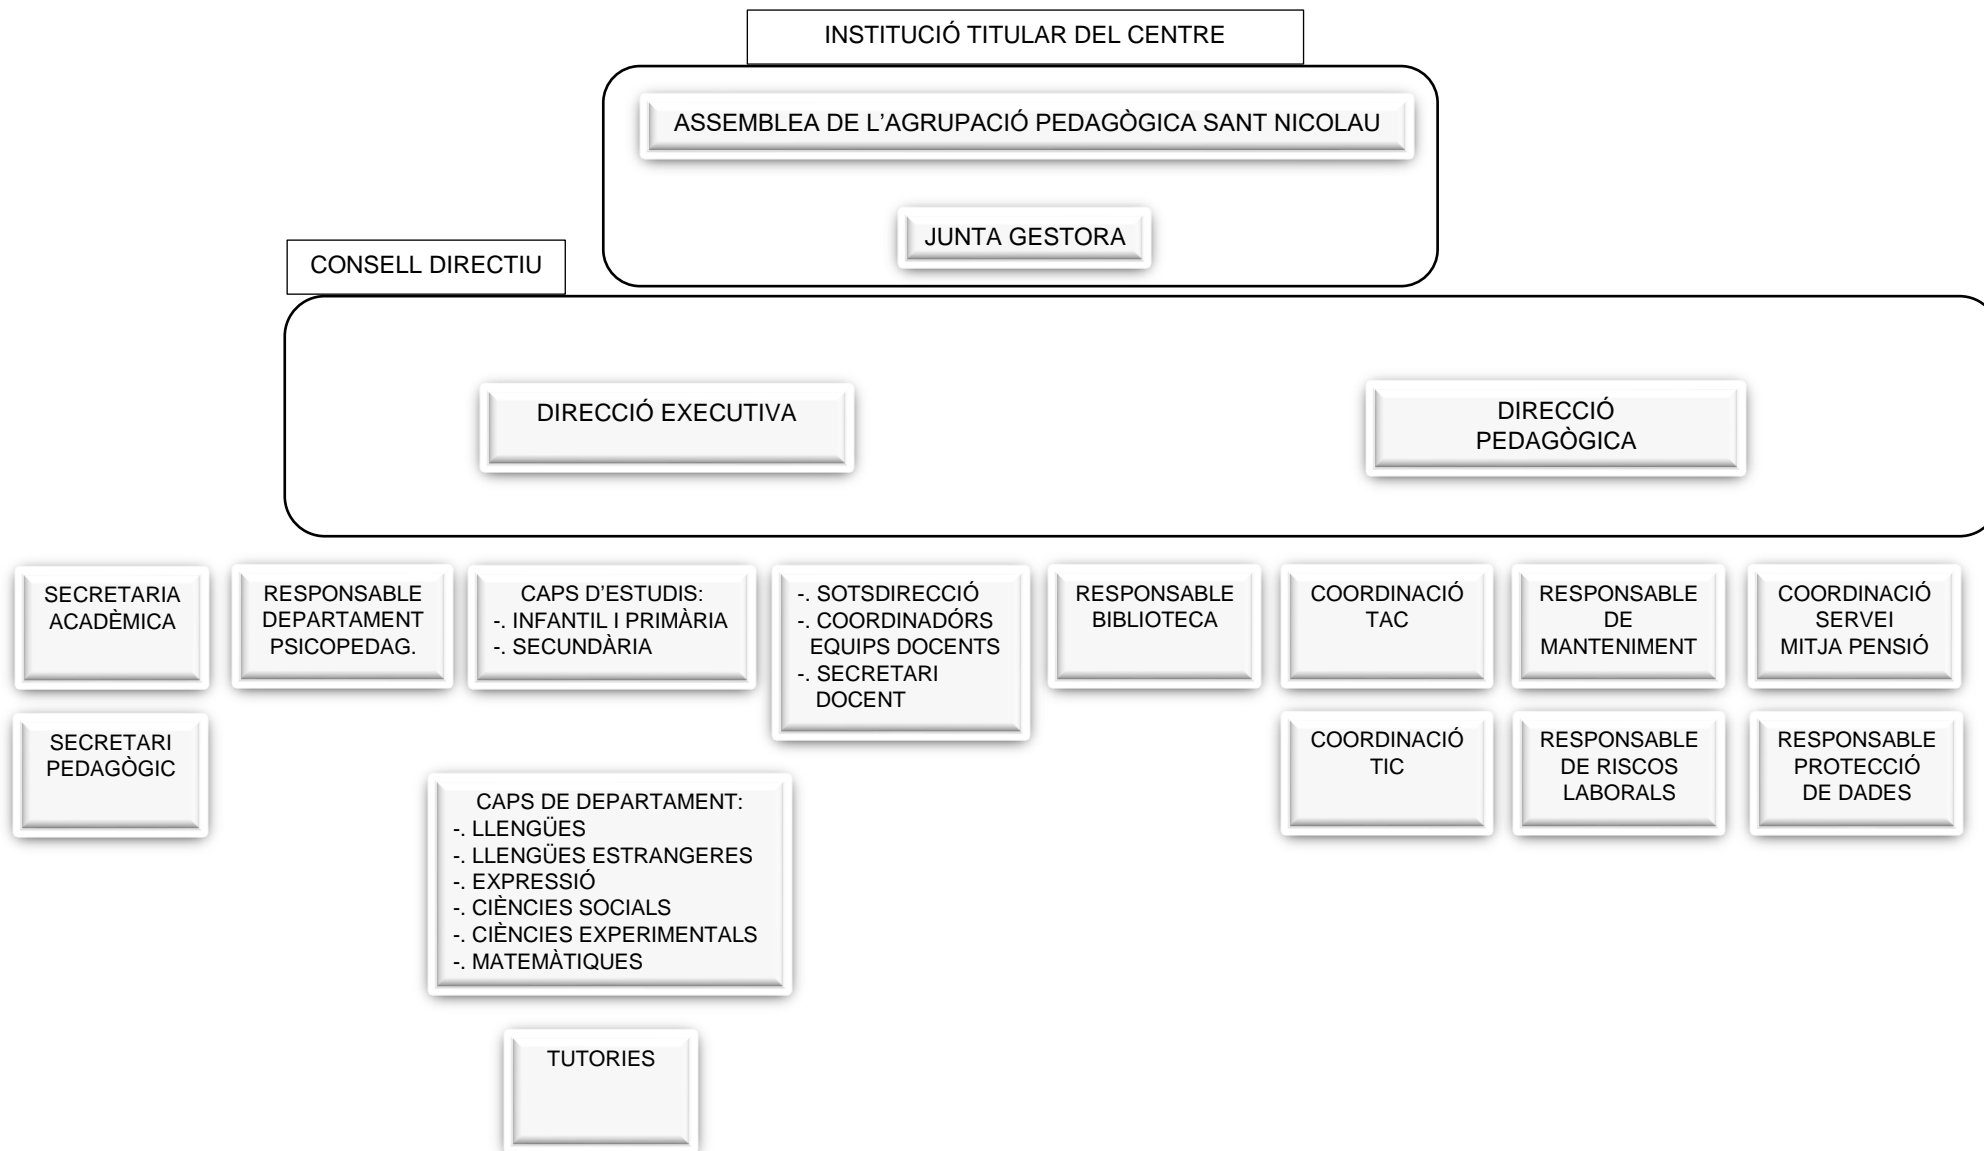 INSTITUCIÓ TITULAR DEL CENTRE
ASSEMBLEA DE L'AGRUPACIÓ PEDAGÒGICA SANT NICOLAU
JUNTA GESTORA
CONSELL DIRECTIU
DIRECCIÓ EXECUTIVA
DIRECCIÓ
PEDAGÒGICA
SECRETARIA
ACADÈMICA
RESPONSABLE
DEPARTAMENT
PSICOPEDAG.
CAPS D'ESTUDIS:
-. INFANTIL I PRIMÀRIA
-. SECUNDÀRIA
-. SOTSDIRECCIÓ
-. COORDINADÓRS
EQUIPS DOCENTS
-. SECRETARI
DOCENT
RESPONSABLE
BIBLIOTECA
COORDINACIÓ
TAC
RESPONSABLE
DE
MANTENIMENT
COORDINACIÓ
SERVEI
MITJA PENSIÓ
SECRETARI
PEDAGÒGIC
COORDINACIÓ
TIC
RESPONSABLE
DE RISCOS
LABORALS
RESPONSABLE
PROTECCIÓ
DE DADES
CAPS DE DEPARTAMENT:
-. LLENGÜES
-. LLENGÜES ESTRANGERES
-. EXPRESSIÓ
-. CIÈNCIES SOCIALS
-. CIÈNCIES EXPERIMENTALS
-. MATEMÀTIQUES
TUTORIES